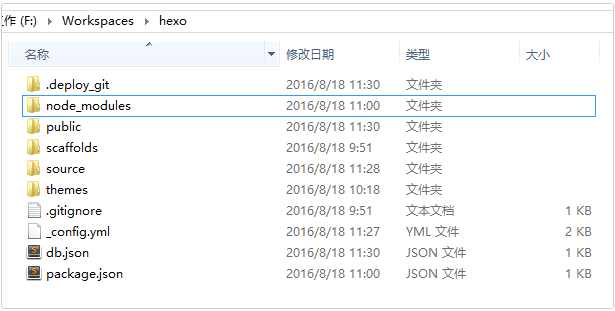 作 (F:) Workspaces hexo
名称 修改日期 类型 大小
.deploy_git 2016/8/18 11:30 文件夹
node_modules 2016/8/18 11:00 文件夹
public 2016/8/18 11:30 文件夹
scaffolds 2016/8/18 9:51 文件夹
source 2016/8/18 11:28 文件夹
themes 2016/8/18 10:18 文件夹
.gitignore 2016/8/18 9:51 文本文档 1 KB
_config.yml 2016/8/18 11:27 YML 文件 2 KB
db.json 2016/8/18 11:30 JSON 文件 1 KB
package.json 2016/8/18 11:00 JSON 文件 1 KB